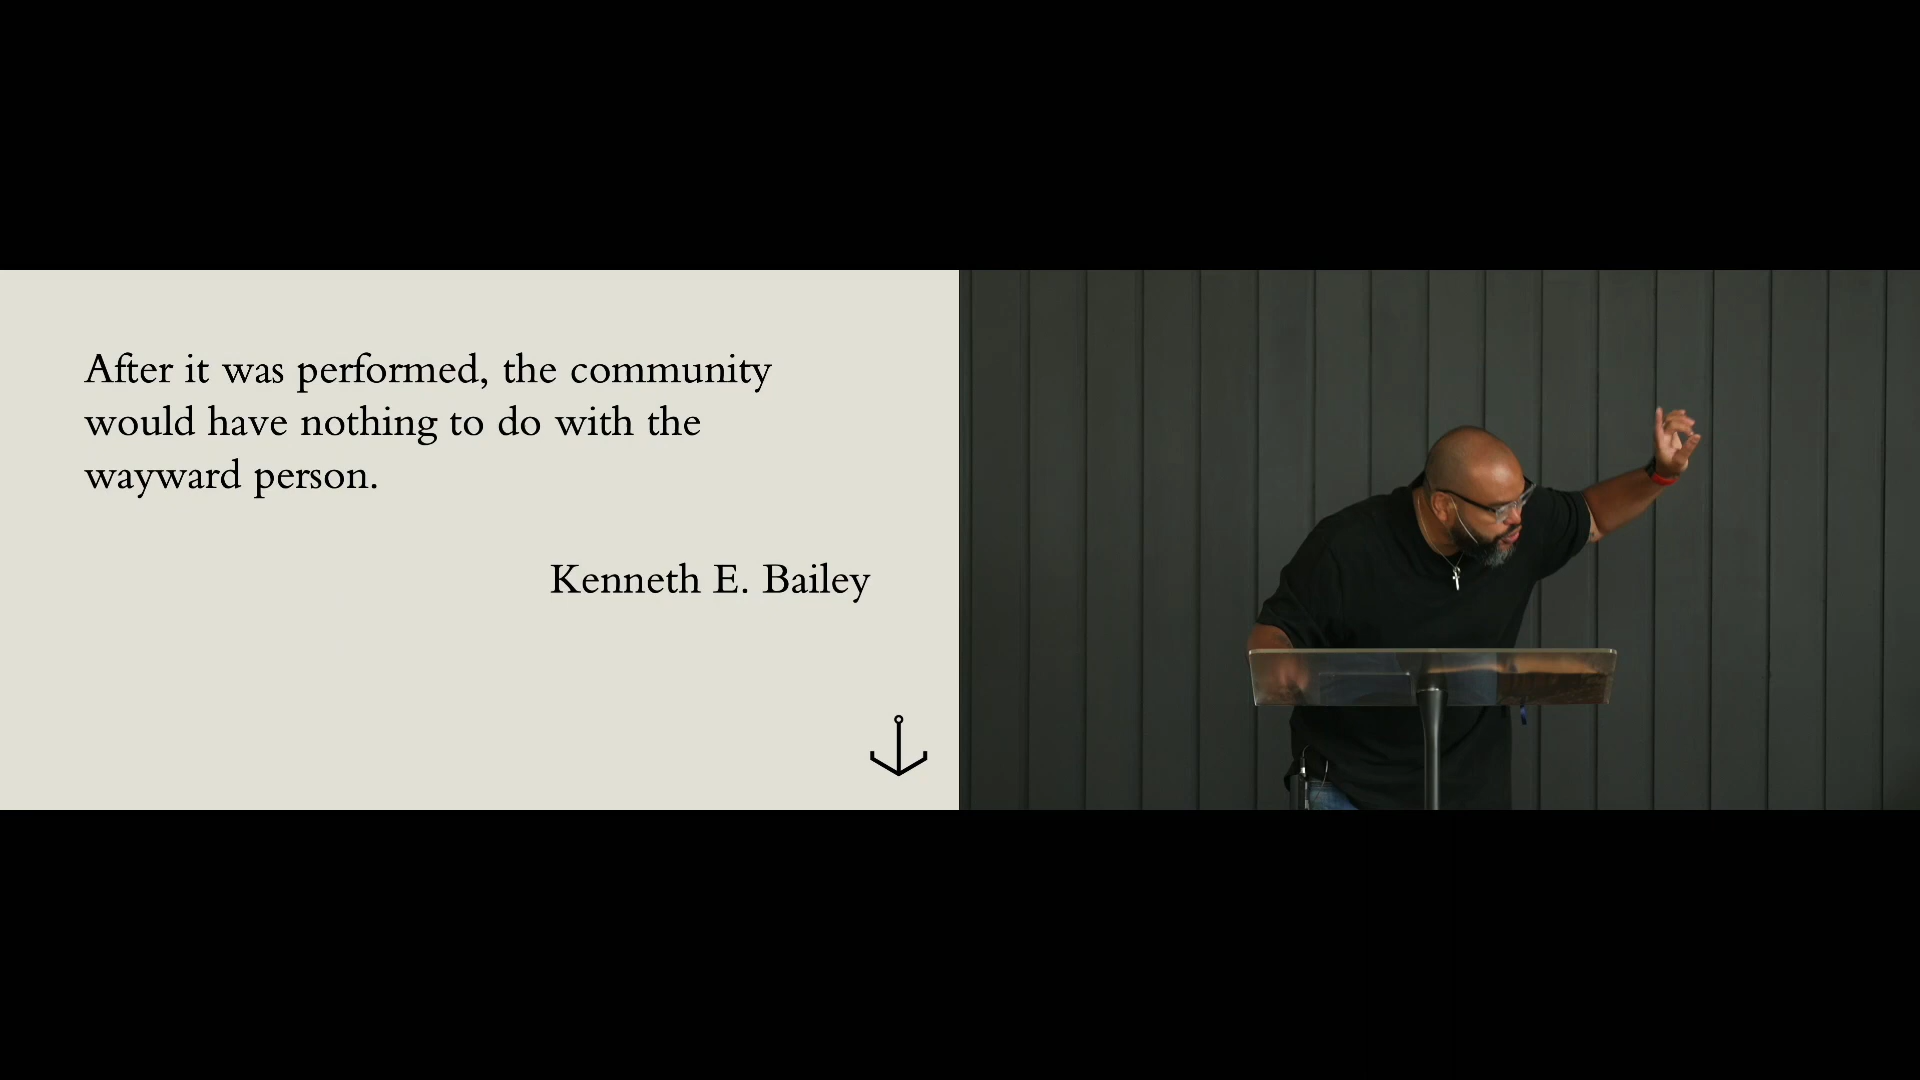 After it was performed, the community
would have nothing to do with the
wayward person.
Kenneth E. Bailey